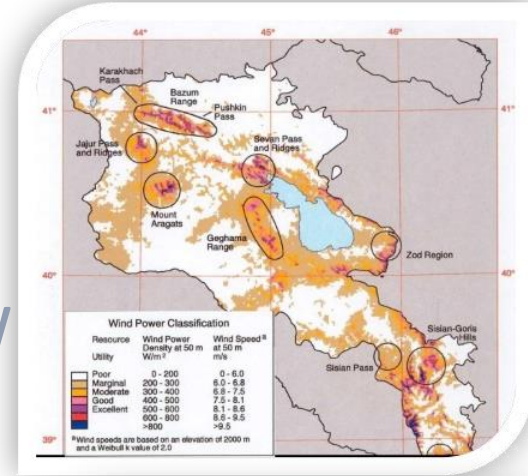 44° 45° 46°
Karakhach
Pass
Bazum
Range
Pushkin
Pass
41° 41°
Jajur Pass
and Ridges
Sevan Pass
and Ridges
Mount
Aragats
Geghama
Range
Zod Region
40° 40°
Wind Power Classification
Resource Wind Power Wind Speed ᵃ
Density at 50 m at 50 m
Utility W/m² m/s
Poor 0 - 200 0 - 6.0
Marginal 200 - 300 6.0 - 6.8
Moderate 300 - 400 6.8 - 7.5
Good 400 - 500 7.5 - 8.1
Excellent 500 - 600 8.1 - 8.6
600 - 800 8.6 - 9.5
>800 >9.5
ᵃ Wind speeds are based on an elevation of 2000 m
and a Weibull k value of 2.0
Sisian-Goris
Hills
Sisian Pass
39° 39°